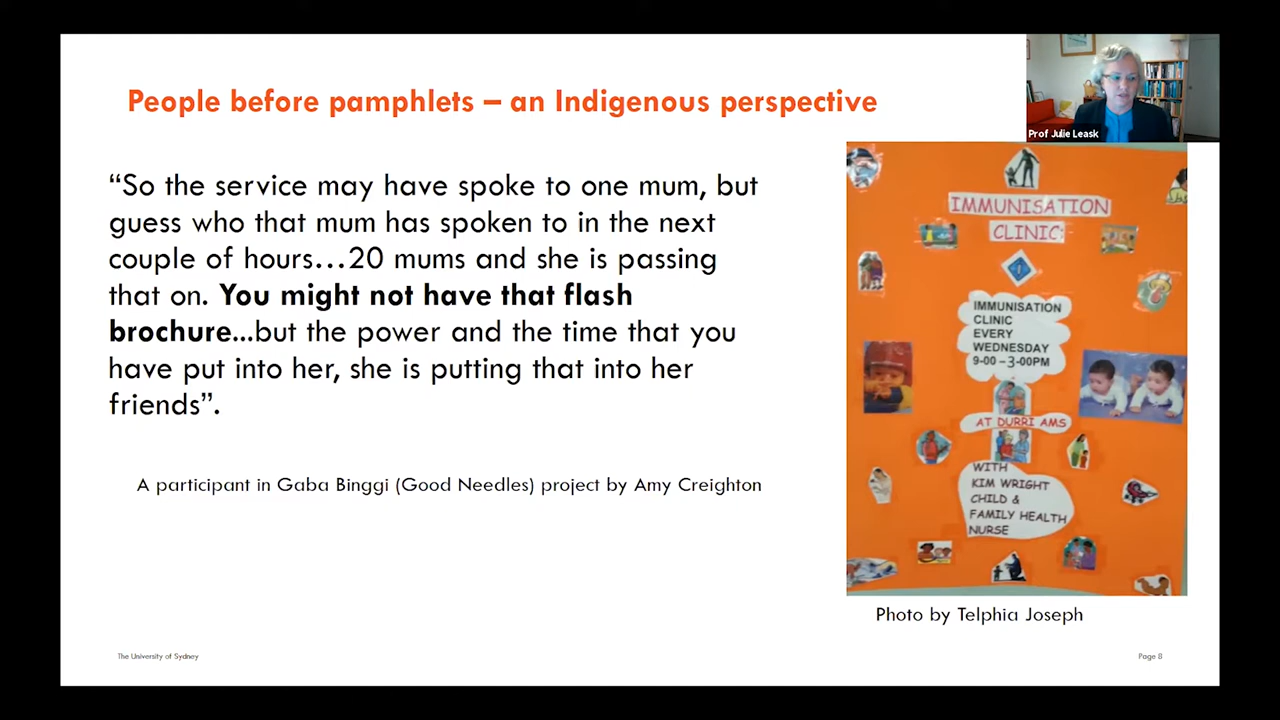 People before pamphlets – an Indigenous perspective
Prof Julie Leask
“So the service may have spoke to one mum, but
guess who that mum has spoken to in the next
couple of hours…20 mums and she is passing
that on. You might not have that flash
brochure...but the power and the time that you
have put into her, she is putting that into her
friends”.
A participant in Gaba Binggi (Good Needles) project by Amy Creighton
IMMUNISATION
CLINIC:
IMMUNISATION
CLINIC
EVERY
WEDNESDAY
9-00 – 3-00PM
AT DURRI AMS
WITH
KIM WRIGHT
CHILD &
FAMILY HEALTH
NURSE
Photo by Telphia Joseph
The University of Sydney
Page 8